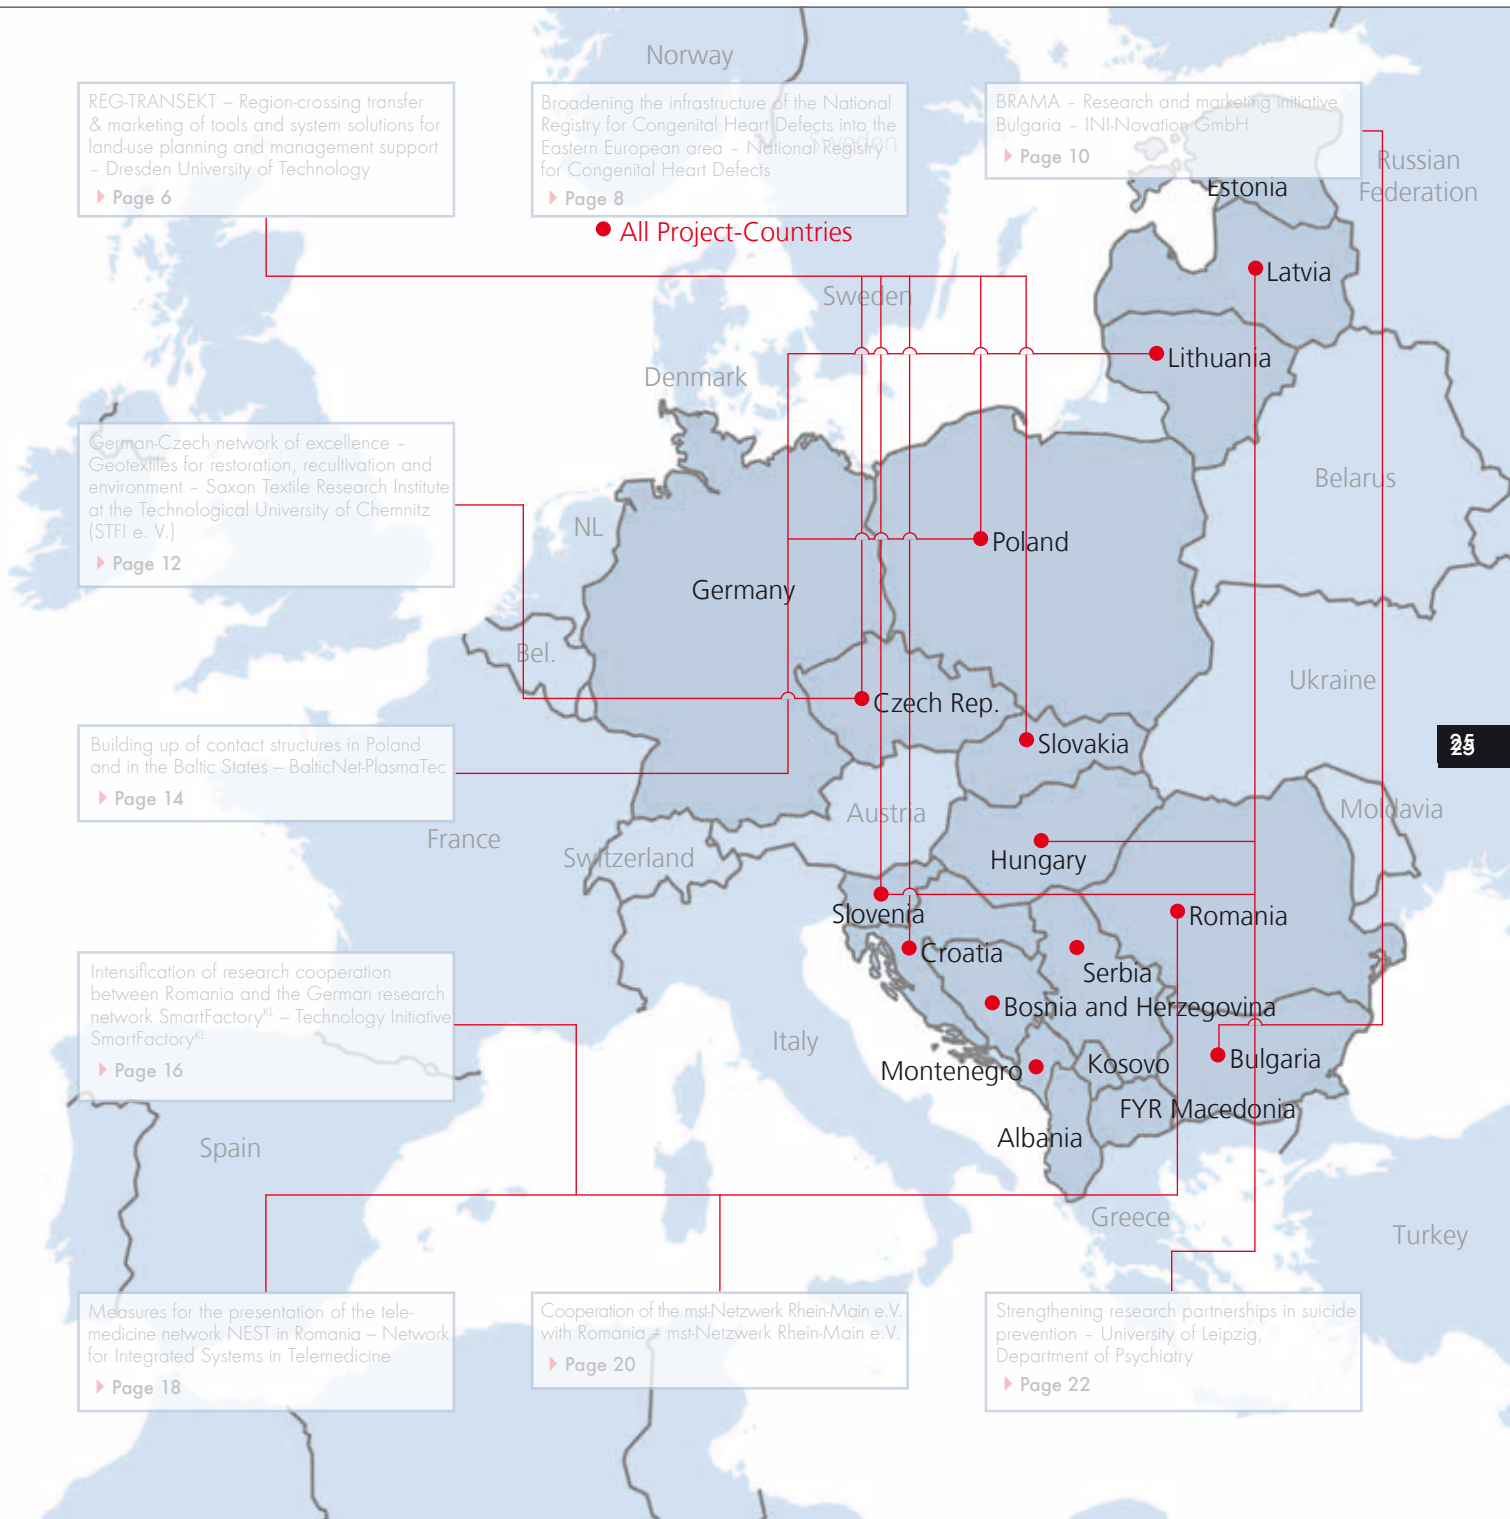 Norway
REG-TRANSEKT – Region-crossing transfer
& marketing of tools and system solutions for
land-use planning and management support
– Dresden University of Technology
Page 6
Broadening the infrastructure of the National
Registry for Congenital Heart Defects into the
Eastern European area – National Registry
for Congenital Heart Defects
Page 8
Sweden
BRAMA – Research and marketing initiative
Bulgaria – INI-Novation GmbH
Page 10
Russian
Federation
Estonia
All Project-Countries
Latvia
Sweden
Lithuania
Denmark
German-Czech network of excellence –
Geotextiles for restoration, recultivation and
environment – Saxon Textile Research Institute
at the Technological University of Chemnitz
(STFI e. V.)
Page 12
Belarus
NL
Poland
Germany
Bel.
Ukraine
Czech Rep.
Slovakia
Building up of contact structures in Poland
and in the Baltic States – BalticNet-PlasmaTec
Page 14
25
Austria
Moldavia
France
Switzerland
Hungary
Slovenia
Romania
Croatia
Serbia
Intensification of research cooperation
between Romania and the German research
network SmartFactoryKL – Technology Initiative
SmartFactoryKL
Page 16
Bosnia and Herzegovina
Italy
Montenegro
Kosovo
Bulgaria
FYR Macedonia
Albania
Spain
Greece
Turkey
Measures for the presentation of the tele-
medicine network NEST in Romania – Network
for Integrated Systems in Telemedicine
Page 18
Cooperation of the mst-Netzwerk Rhein-Main e.V.
with Romania – mst-Netzwerk Rhein-Main e.V.
Page 20
Strengthening research partnerships in suicide
prevention – University of Leipzig,
Department of Psychiatry
Page 22